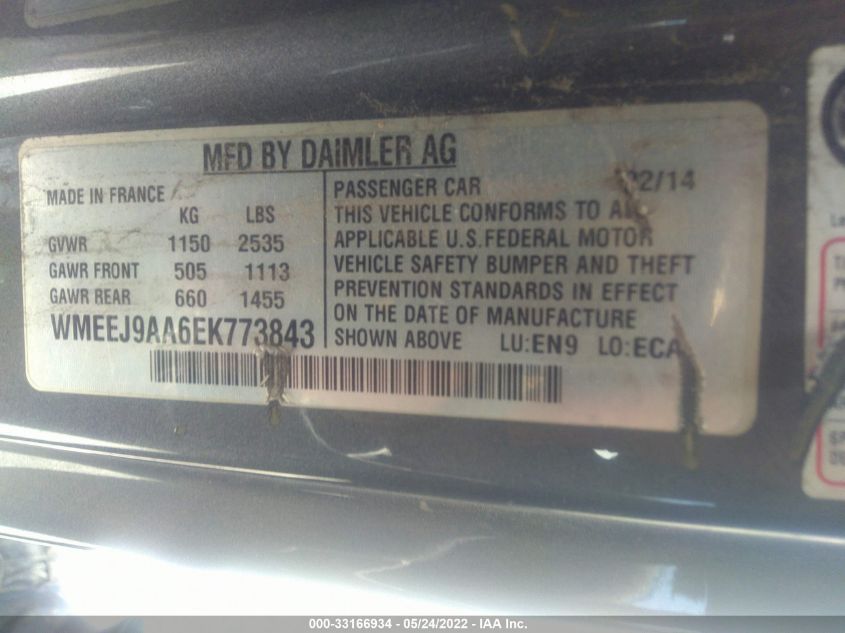 MFD BY DAIMLER AG
MADE IN FRANCE
KG LBS
GVWR 1150 2535
GAWR FRONT 505 1113
GAWR REAR 660 1455
WMEEJ9AA6EK773843
PASSENGER CAR 02/14
THIS VEHICLE CONFORMS TO ALL
APPLICABLE U.S. FEDERAL MOTOR
VEHICLE SAFETY BUMPER AND THEFT
PREVENTION STANDARDS IN EFFECT
ON THE DATE OF MANUFACTURE
SHOWN ABOVE LU:EN9 LO:ECA
000-33166934 - 05/24/2022 - IAA Inc.